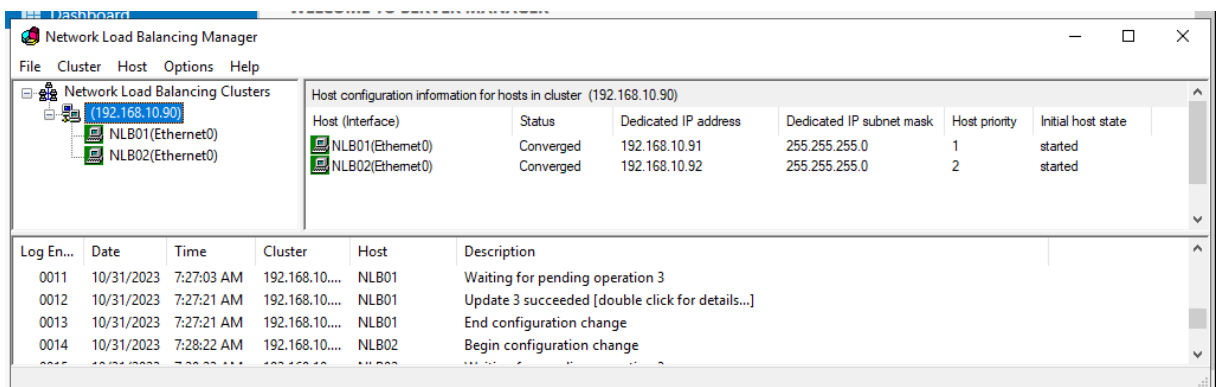 Dashboard
WELCOME TO SERVER MANAGER
Network Load Balancing Manager
File Cluster Host Options Help
Network Load Balancing Clusters
(192.168.10.90)
NLB01(Ethernet0)
NLB02(Ethernet0)
Host configuration information for hosts in cluster (192.168.10.90)
Host (Interface) Status Dedicated IP address Dedicated IP subnet mask Host priority Initial host state
NLB01(Ethernet0) Converged 192.168.10.91 255.255.255.0 1 started
NLB02(Ethernet0) Converged 192.168.10.92 255.255.255.0 2 started
Log En... Date Time Cluster Host Description
0011 10/31/2023 7:27:03 AM 192.168.10.... NLB01 Waiting for pending operation 3
0012 10/31/2023 7:27:21 AM 192.168.10.... NLB01 Update 3 succeeded [double click for details...]
0013 10/31/2023 7:27:21 AM 192.168.10.... NLB01 End configuration change
0014 10/31/2023 7:28:22 AM 192.168.10.... NLB02 Begin configuration change